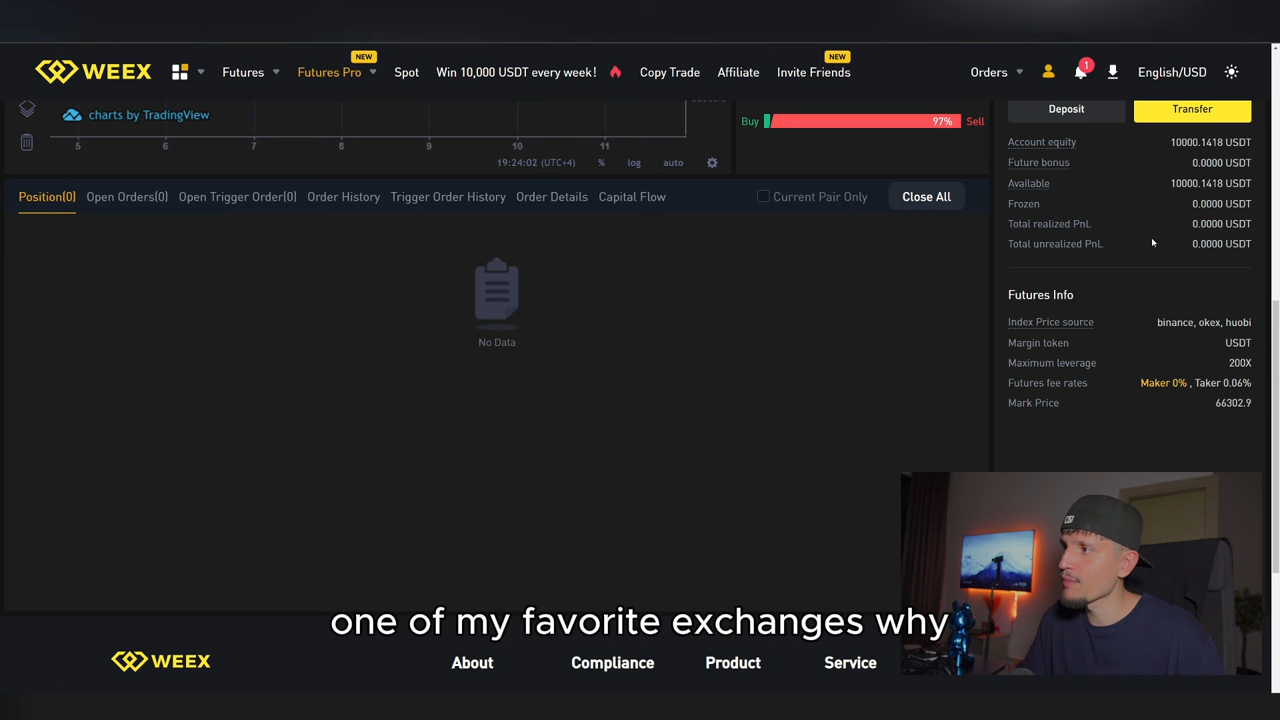 NEW
NEW
WEEX
Futures
Futures Pro
Spot
Win 10,000 USDT every week!
Copy Trade
Affiliate
Invite Friends
Orders
1
English/USD
charts by TradingView
5
6
7
8
9
10
11
19:24:02 (UTC+4)
%
log
auto
Buy
97%
Sell
Deposit
Transfer
Account equity 10000.1418 USDT
Future bonus 0.0000 USDT
Available 10000.1418 USDT
Frozen 0.0000 USDT
Total realized PnL 0.0000 USDT
Total unrealized PnL 0.0000 USDT
Position(0)
Open Orders(0)
Open Trigger Order(0)
Order History
Trigger Order History
Order Details
Capital Flow
Current Pair Only
Close All
No Data
Futures Info
Index Price source binance, okex, huobi
Margin token USDT
Maximum leverage 200X
Futures fee rates Maker 0% , Taker 0.06%
Mark Price 66302.9
one of my favorite exchanges why
WEEX
About
Compliance
Product
Service